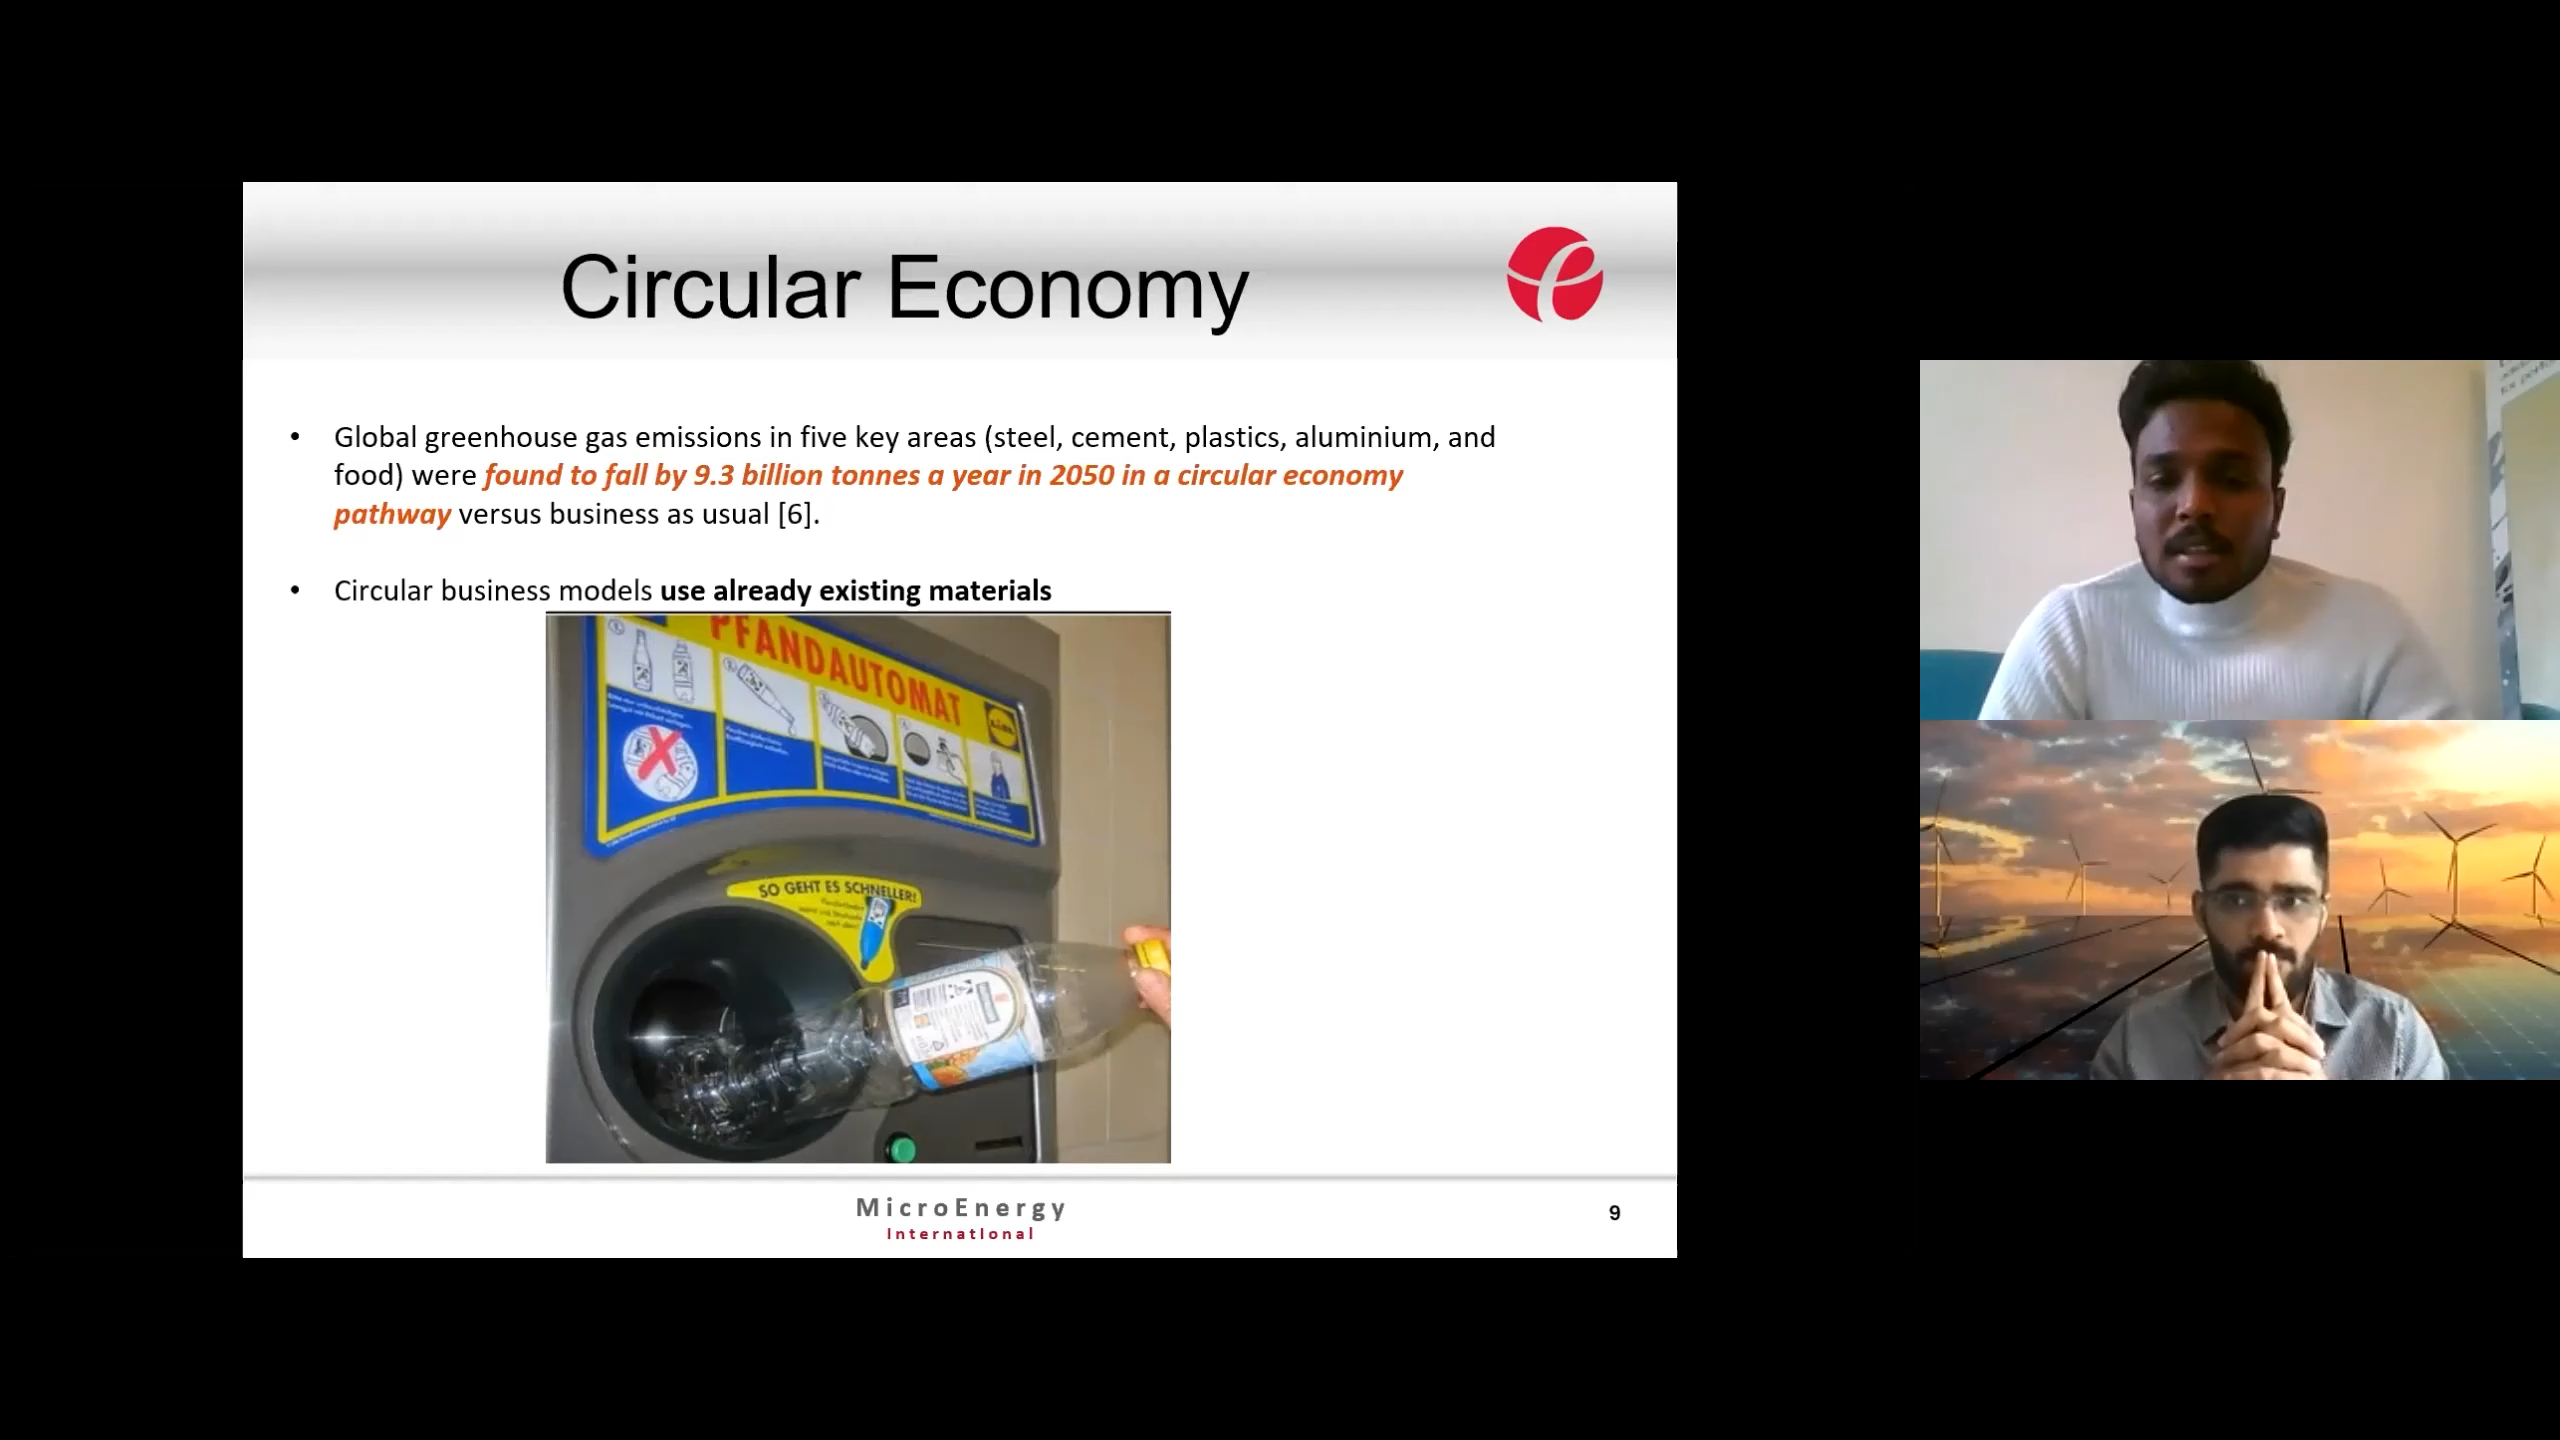 Circular Economy
• Global greenhouse gas emissions in five key areas (steel, cement, plastics, aluminium, and
food) were found to fall by 9.3 billion tonnes a year in 2050 in a circular economy
pathway versus business as usual [6].
• Circular business models use already existing materials
PFANDAUTOMAT
SO GEHT ES SCHNELLER!
MicroEnergy
International
9